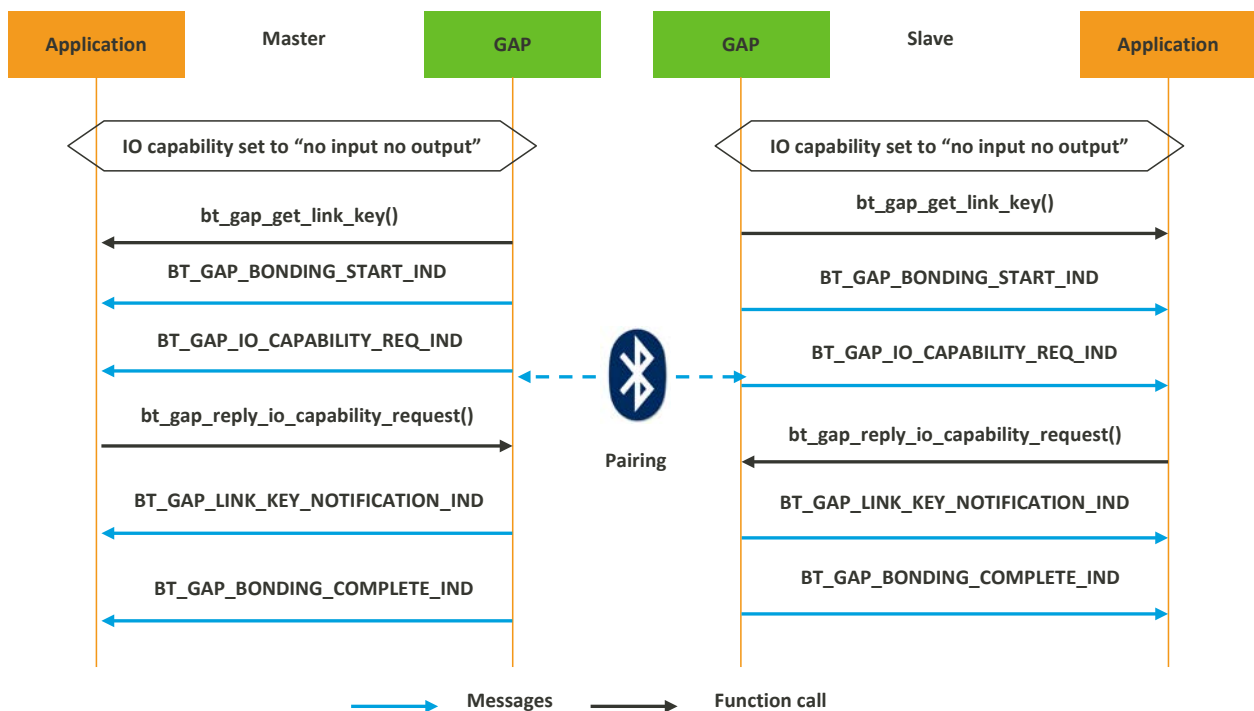 Application
Master
GAP
GAP
Slave
Application
IO capability set to “no input no output”
IO capability set to “no input no output”
bt_gap_get_link_key()
bt_gap_get_link_key()
BT_GAP_BONDING_START_IND
BT_GAP_BONDING_START_IND
BT_GAP_IO_CAPABILITY_REQ_IND
BT_GAP_IO_CAPABILITY_REQ_IND
bt_gap_reply_io_capability_request()
bt_gap_reply_io_capability_request()
Pairing
BT_GAP_LINK_KEY_NOTIFICATION_IND
BT_GAP_LINK_KEY_NOTIFICATION_IND
BT_GAP_BONDING_COMPLETE_IND
BT_GAP_BONDING_COMPLETE_IND
Messages
Function call